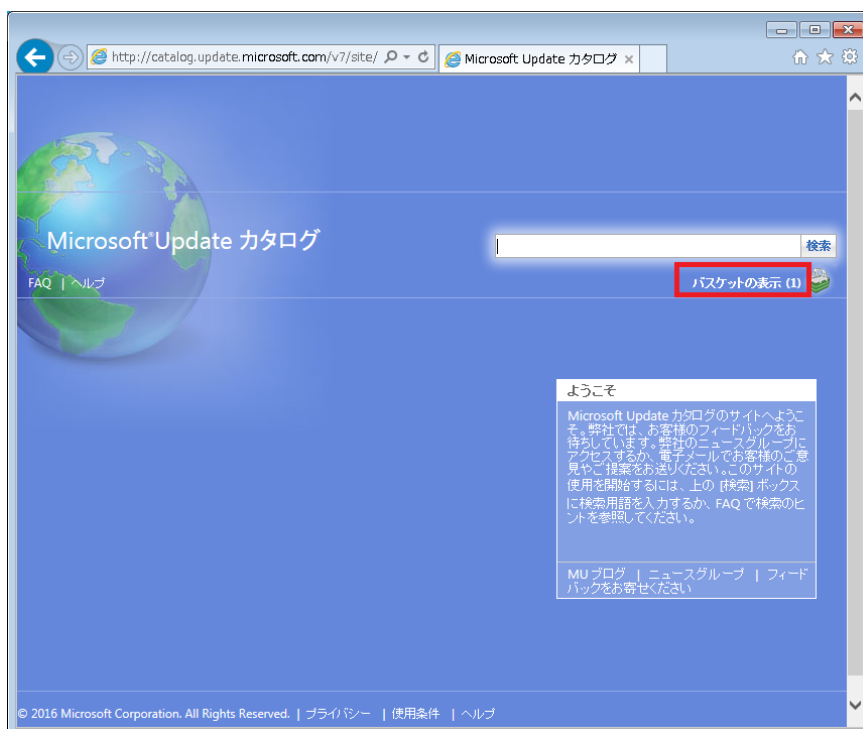 http://catalog.update.microsoft.com/v7/site/
Microsoft Update カタログ
Microsoft®Update カタログ
検索
FAQ | ヘルプ
バスケットの表示 (1)
ようこそ
Microsoft Update カタログのサイトへようこ
そ。弊社では、お客様のフィードバックをお
待ちしています。弊社のニュースグループに
アクセスするか、電子メールでお客様のご意
見やご提案をお送りください。このサイトの
使用を開始するには、上の [検索] ボックス
に検索用語を入力するか、FAQ で検索のヒ
ントを参照してください。
MU ブログ | ニュースグループ | フィード
バックをお寄せください
© 2016 Microsoft Corporation. All Rights Reserved. | プライバシー | 使用条件 | ヘルプ